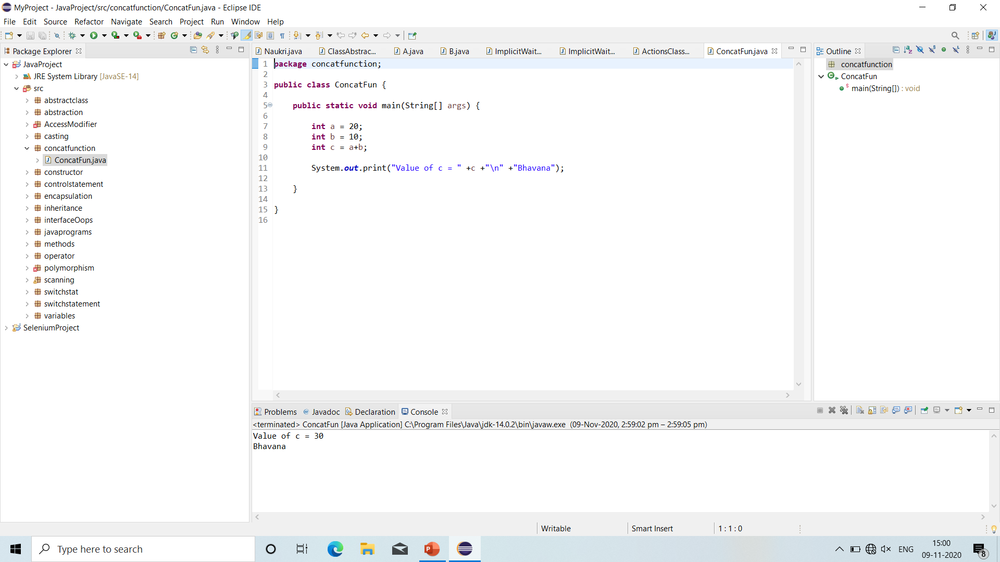 MyProject - JavaProject/src/concatfunction/ConcatFun.java - Eclipse IDE
File Edit Source Refactor Navigate Search Project Run Window Help
Package Explorer
JavaProject
JRE System Library [JavaSE-14]
src
abstractclass
abstraction
AccessModifier
casting
concatfunction
ConcatFun.java
constructor
controlstatement
encapsulation
inheritance
interfaceOops
javaprograms
methods
operator
polymorphism
scanning
switchstat
switchstatement
variables
SeleniumProject
Naukri.java ClassAbstrac... A.java B.java ImplicitWait... ImplicitWait... ActionsClass... ConcatFun.java
1 package concatfunction;
2
3 public class ConcatFun {
4
5 public static void main(String[] args) {
6
7 int a = 20;
8 int b = 10;
9 int c = a+b;
10
11 System.out.print("Value of c = " +c +"\n" +"Bhavana");
12
13 }
14
15 }
16
Outline
concatfunction
ConcatFun
main(String[]) : void
Problems @ Javadoc Declaration Console
<terminated> ConcatFun [Java Application] C:\Program Files\Java\jdk-14.0.2\bin\javaw.exe (09-Nov-2020, 2:59:02 pm – 2:59:05 pm)
Value of c = 30
Bhavana
Writable Smart Insert 1 : 1 : 0
Type here to search
ENG
15:00
09-11-2020
8